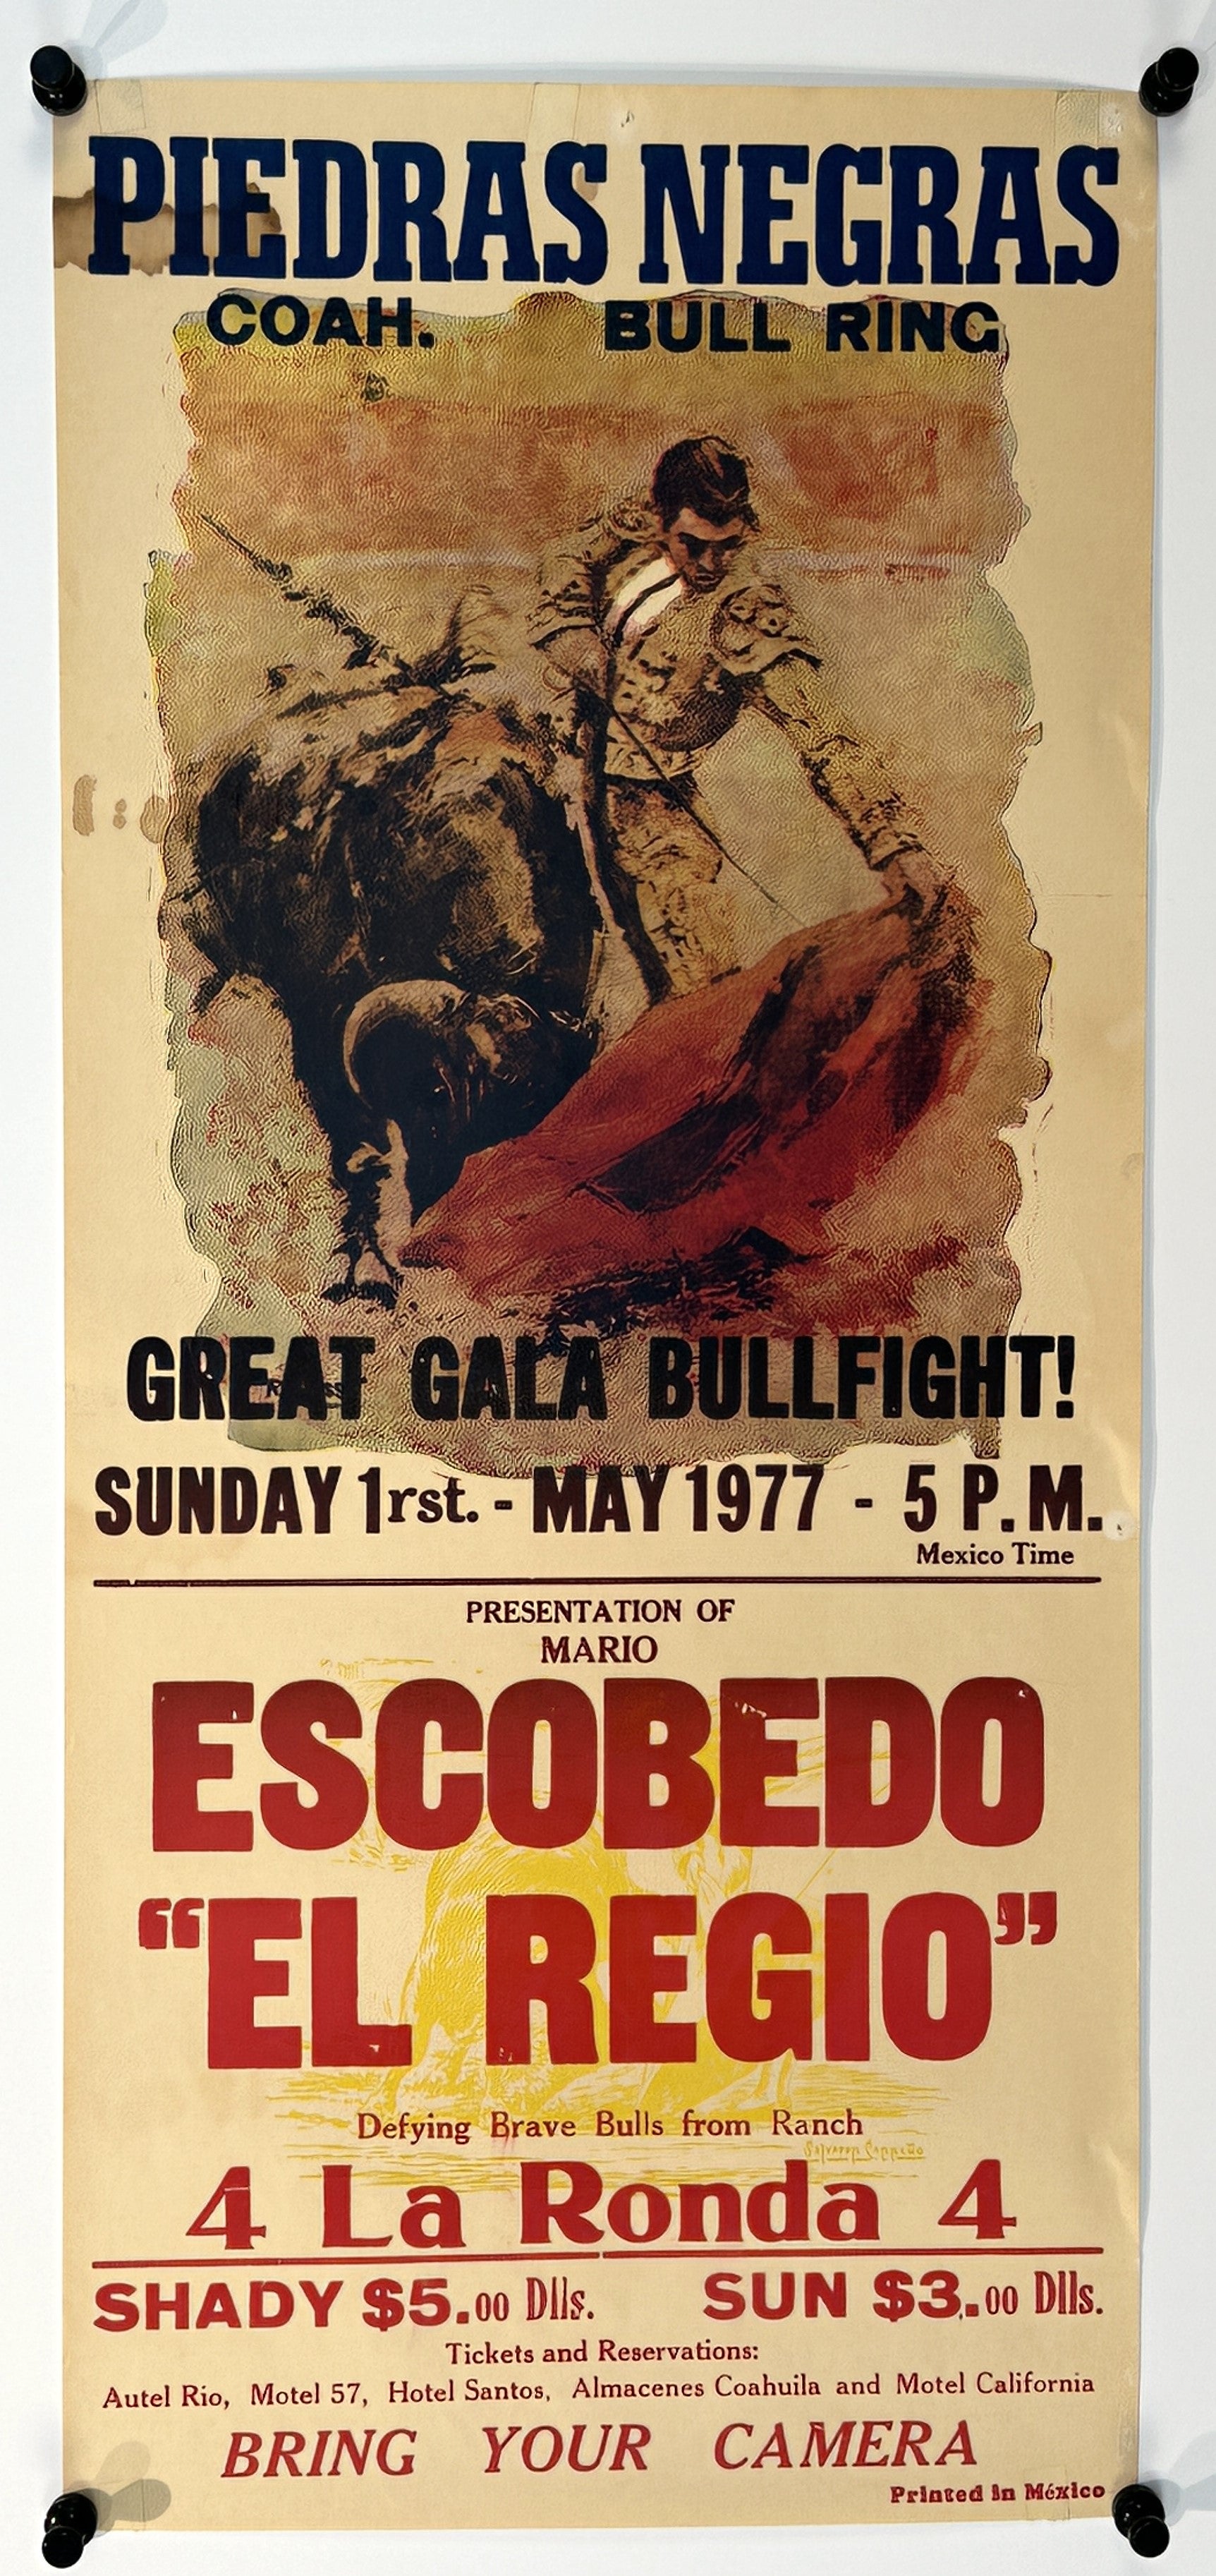 PIEDRAS NEGRAS
COAH. BULL RING
GREAT GALA BULLFIGHT!
SUNDAY 1rst. - MAY 1977 - 5 P.M.
Mexico Time
PRESENTATION OF
MARIO
ESCOBEDO
“EL REGIO”
Defying Brave Bulls from Ranch
Salvador Carreño
4 La Ronda 4
SHADY $5.00 Dlls. SUN $3.00 Dlls.
Tickets and Reservations:
Autel Rio, Motel 57, Hotel Santos, Almacenes Coahuila and Motel California
BRING YOUR CAMERA
Printed in México